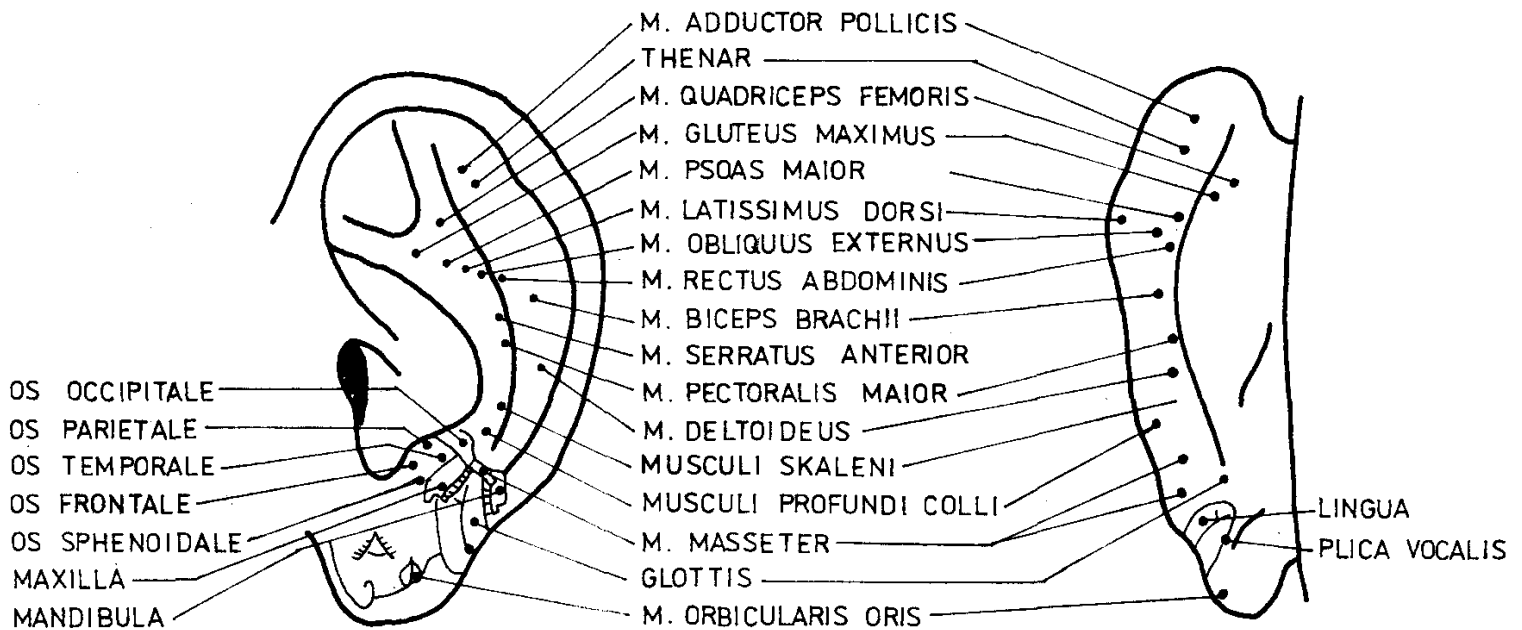 M. ADDUCTOR POLLICIS
THENAR
M. QUADRICEPS FEMORIS
M. GLUTEUS MAXIMUS
M. PSOAS MAIOR
M. LATISSIMUS DORSI
M. OBLIQUUS EXTERNUS
M. RECTUS ABDOMINIS
M. BICEPS BRACHII
M. SERRATUS ANTERIOR
M. PECTORALIS MAIOR
M. DELTOIDEUS
MUSCULI SKALENI
MUSCULI PROFUNDI COLLI
M. MASSETER
GLOTTIS
M. ORBICULARIS ORIS
OS OCCIPITALE
OS PARIETALE
OS TEMPORALE
OS FRONTALE
OS SPHENOIDALE
MAXILLA
MANDIBULA
LINGUA
PLICA VOCALIS